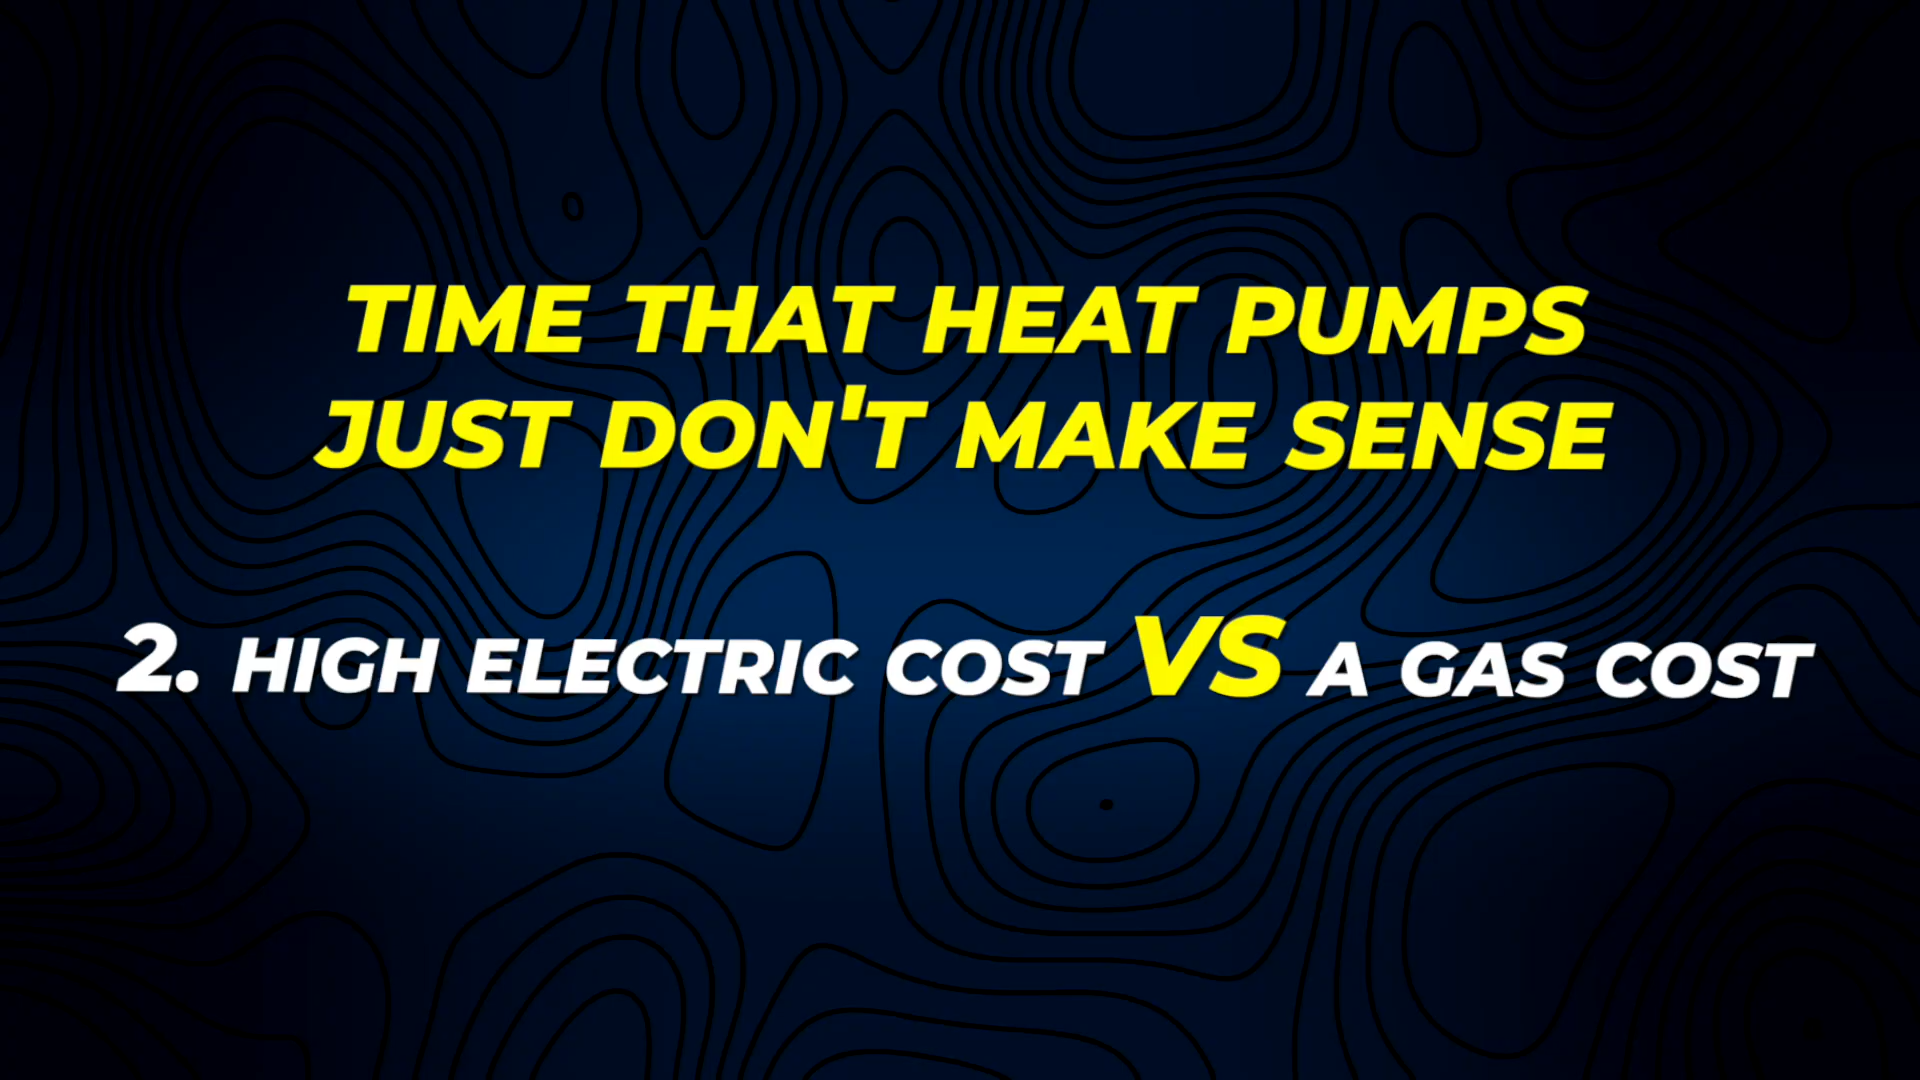 TIME THAT HEAT PUMPS
JUST DON'T MAKE SENSE
2. HIGH ELECTRIC COST VS A GAS COST